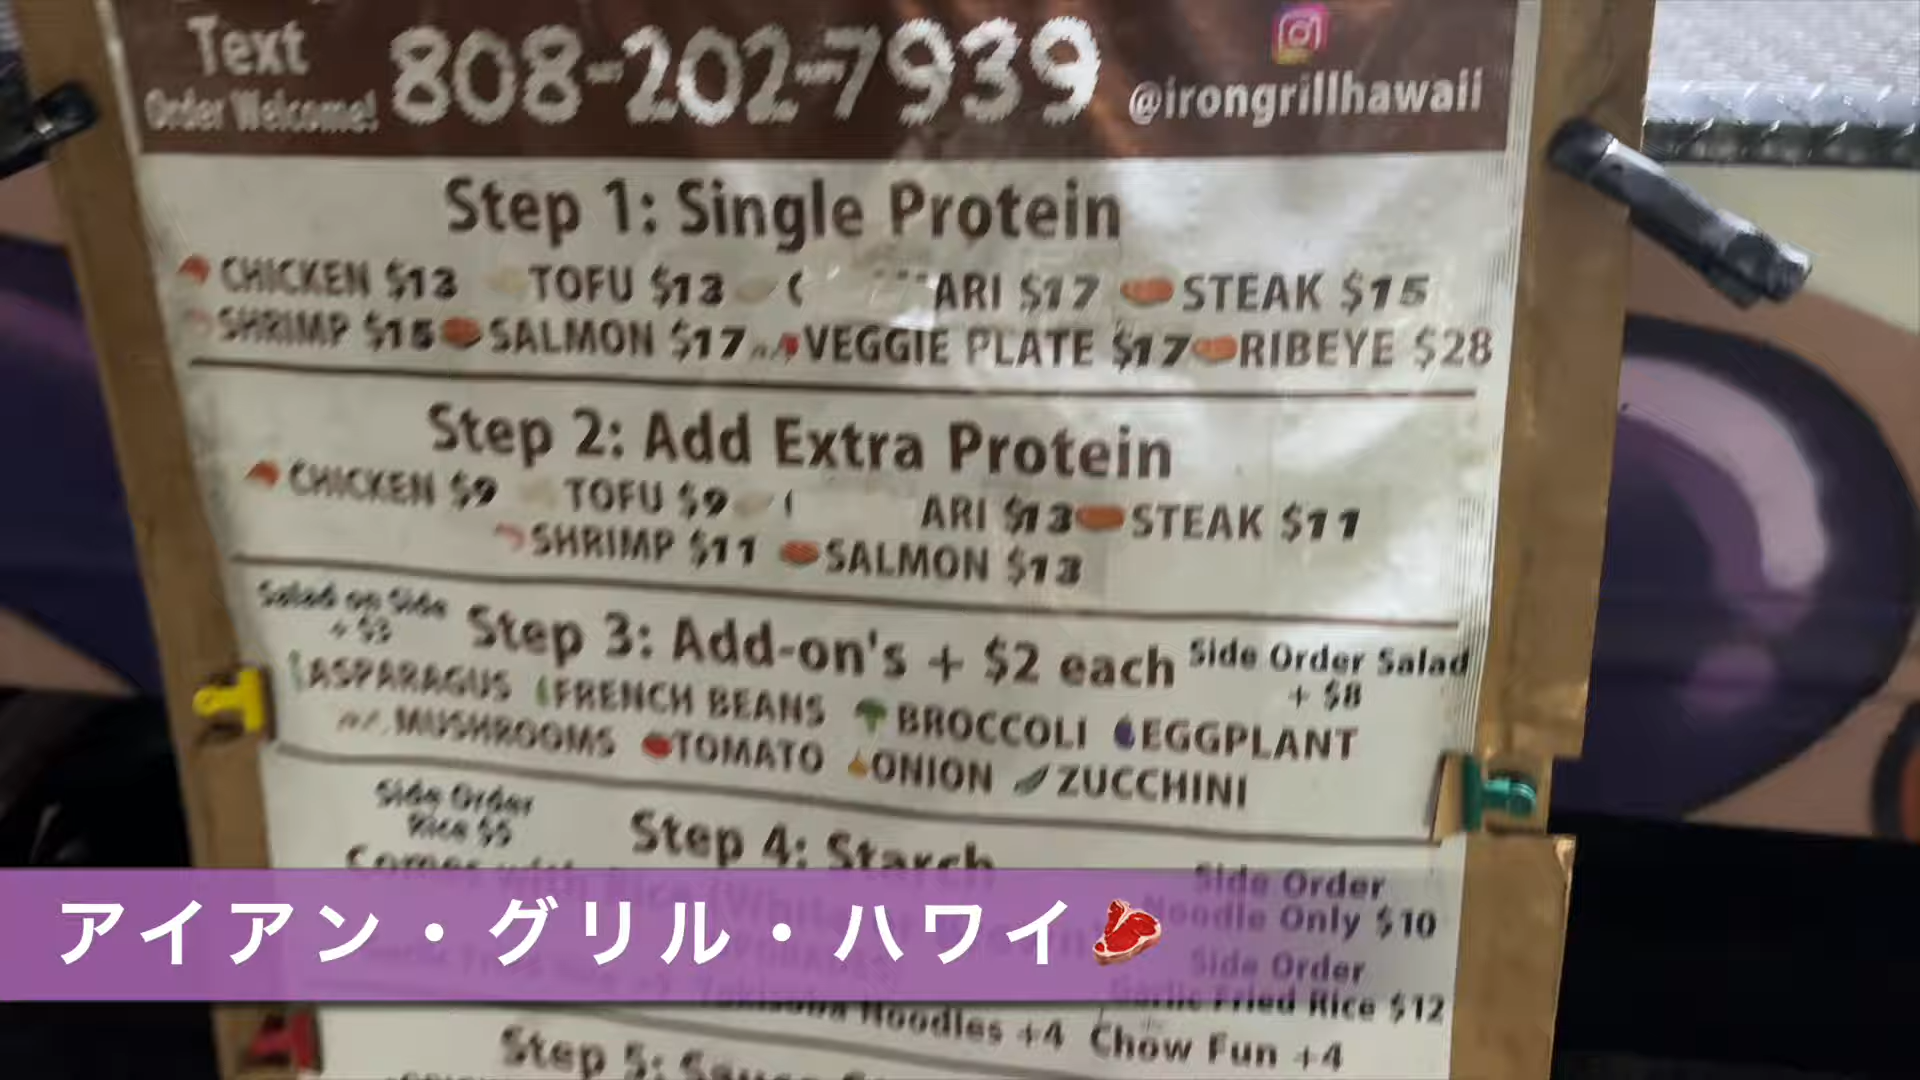 Text
Order Welcome!
808-202-7939
@irongrillhawaii
Step 1: Single Protein
CHICKEN $13 TOFU $13 ARI $17 STEAK $15
SHRIMP $15 SALMON $17 VEGGIE PLATE $17 RIBEYE $28
Step 2: Add Extra Protein
CHICKEN $9 TOFU $9 ARI $13 STEAK $11
SHRIMP $11 SALMON $13
Salad on Side
+ $3
Step 3: Add-on's + $2 each
Side Order Salad
+ $8
ASPARAGUS FRENCH BEANS BROCCOLI EGGPLANT
MUSHROOMS TOMATO ONION ZUCCHINI
Side Order
Rice $5
Step 4: Starch
Comes with Rice
Side Order
Noodle Only $10
Side Order
Garlic Fried Rice $12
アイアン・グリル・ハワイ
Yakisoba Noodles +4 Chow Fun +4
Step 5: Sauce